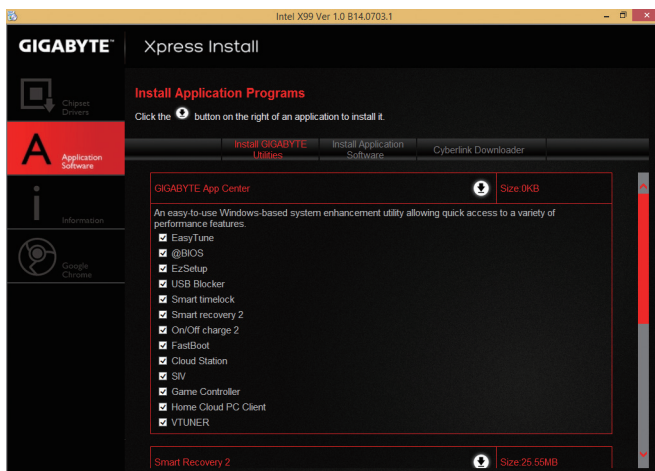 Intel X99 Ver 1.0 B14.0703.1
GIGABYTE™
Xpress Install
Chipset
Drivers
Application
Software
Information
Google
Chrome
Install Application Programs
Click the button on the right of an application to install it.
Install GIGABYTE
Utilities
Install Application
Software
Cyberlink Downloader
GIGABYTE App Center
Size:0KB
An easy-to-use Windows-based system enhancement utility allowing quick access to a variety of
performance features.
EasyTune
@BIOS
EzSetup
USB Blocker
Smart timelock
Smart recovery 2
On/Off charge 2
FastBoot
Cloud Station
SIV
Game Controller
Home Cloud PC Client
VTUNER
Smart Recovery 2
Size:25.55MB